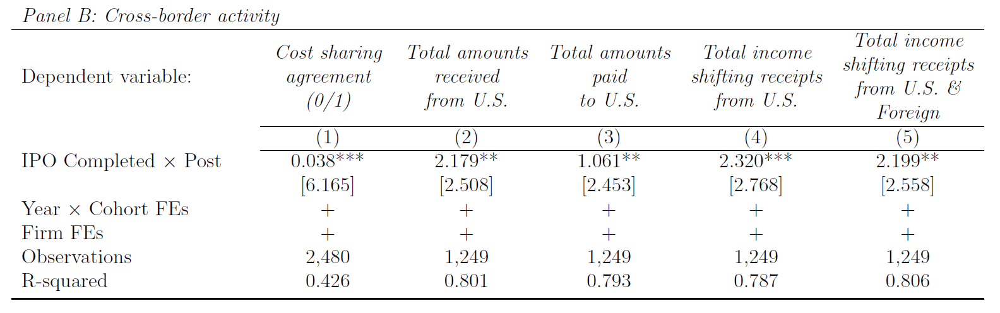 Panel B: Cross-border activity
Dependent variable:
Cost sharing
agreement
(0/1)
Total amounts
received
from U.S.
Total amounts
paid
to U.S.
Total income
shifting receipts
from U.S.
Total income
shifting receipts
from U.S. &
Foreign
(1) (2) (3) (4) (5)
IPO Completed × Post 0.038*** 2.179** 1.061** 2.320*** 2.199**
[6.165] [2.508] [2.453] [2.768] [2.558]
Year × Cohort FEs + + + + +
Firm FEs + + + + +
Observations 2,480 1,249 1,249 1,249 1,249
R-squared 0.426 0.801 0.793 0.787 0.806